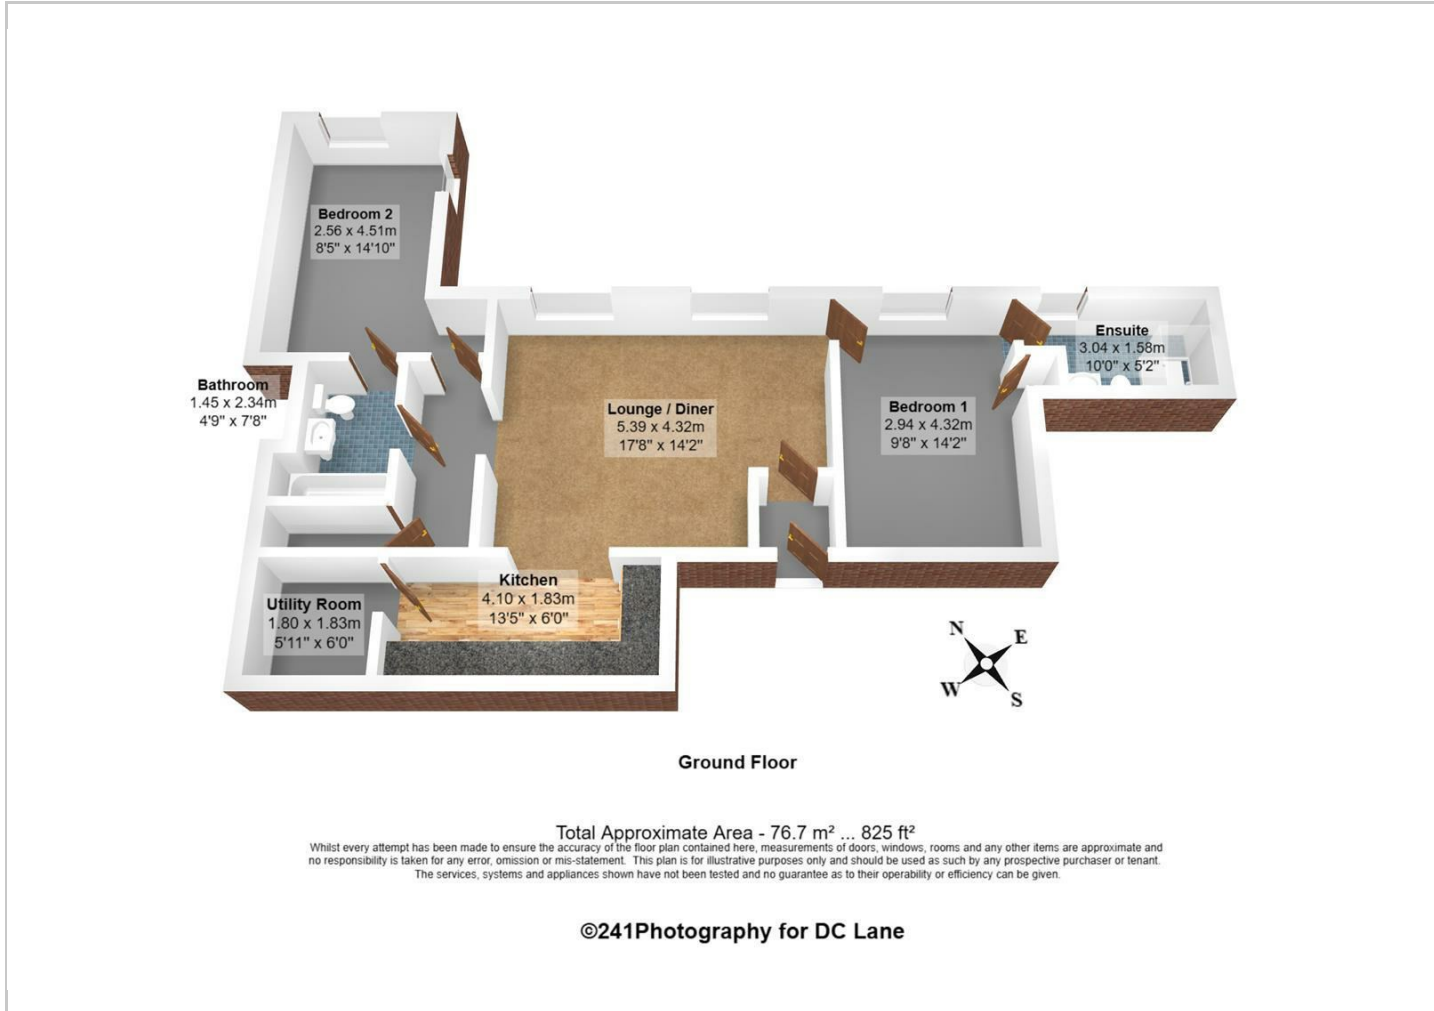 Bedroom 2
2.56 x 4.51m
8'5" x 14'10"
Ensuite
3.04 x 1.58m
10'0" x 5'2"
Bathroom
1.45 x 2.34m
4'9" x 7'8"
Lounge / Diner
5.39 x 4.32m
17'8" x 14'2"
Bedroom 1
2.94 x 4.32m
9'8" x 14'2"
Kitchen
4.10 x 1.83m
13'5" x 6'0"
Utility Room
1.80 x 1.83m
5'11" x 6'0"
N
E
W
S
Ground Floor
Total Approximate Area - 76.7 m² ... 825 ft²
Whilst every attempt has been made to ensure the accuracy of the floor plan contained here, measurements of doors, windows, rooms and any other items are approximate and
no responsibility is taken for any error, omission or mis-statement. This plan is for illustrative purposes only and should be used as such by any prospective purchaser or tenant.
The services, systems and appliances shown have not been tested and no guarantee as to their operability or efficiency can be given.
©241Photography for DC Lane